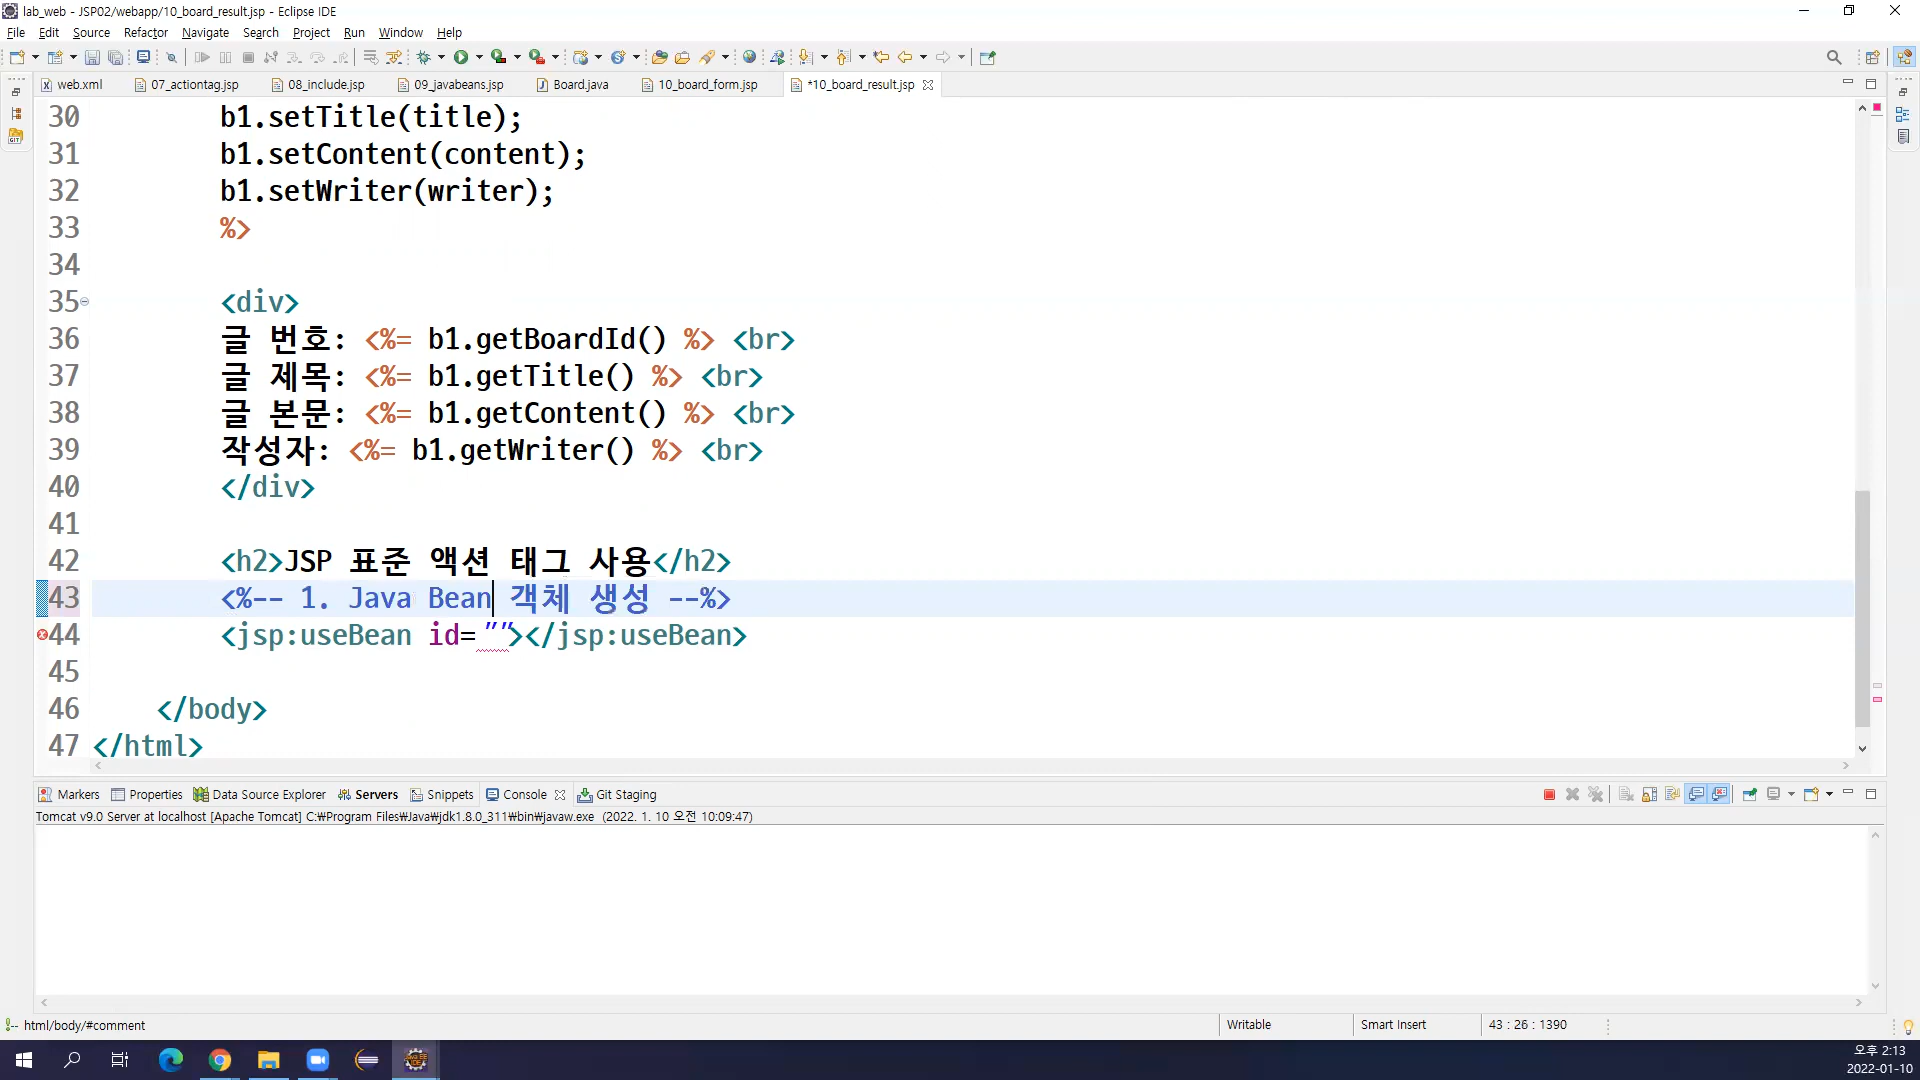 lab_web - JSP02/webapp/10_board_result.jsp - Eclipse IDE
File Edit Source Refactor Navigate Search Project Run Window Help
web.xml 07_actiontag.jsp 08_include.jsp 09_javabeans.jsp Board.java 10_board_form.jsp *10_board_result.jsp
30 b1.setTitle(title);
31 b1.setContent(content);
32 b1.setWriter(writer);
33 %>
34
35 <div>
36 글 번호: <%= b1.getBoardId() %> <br>
37 글 제목: <%= b1.getTitle() %> <br>
38 글 본문: <%= b1.getContent() %> <br>
39 작성자: <%= b1.getWriter() %> <br>
40 </div>
41
42 <h2>JSP 표준 액션 태그 사용</h2>
43 <%-- 1. Java Bean 객체 생성 --%>
44 <jsp:useBean id=""></jsp:useBean>
45
46 </body>
47 </html>
Markers Properties Data Source Explorer Servers Snippets Console Git Staging
Tomcat v9.0 Server at localhost [Apache Tomcat] C:₩Program Files₩Java₩jdk1.8.0_311₩bin₩javaw.exe (2022. 1. 10 오전 10:09:47)
html/body/#comment Writable Smart Insert 43 : 26 : 1390
오후 2:13
2022-01-10